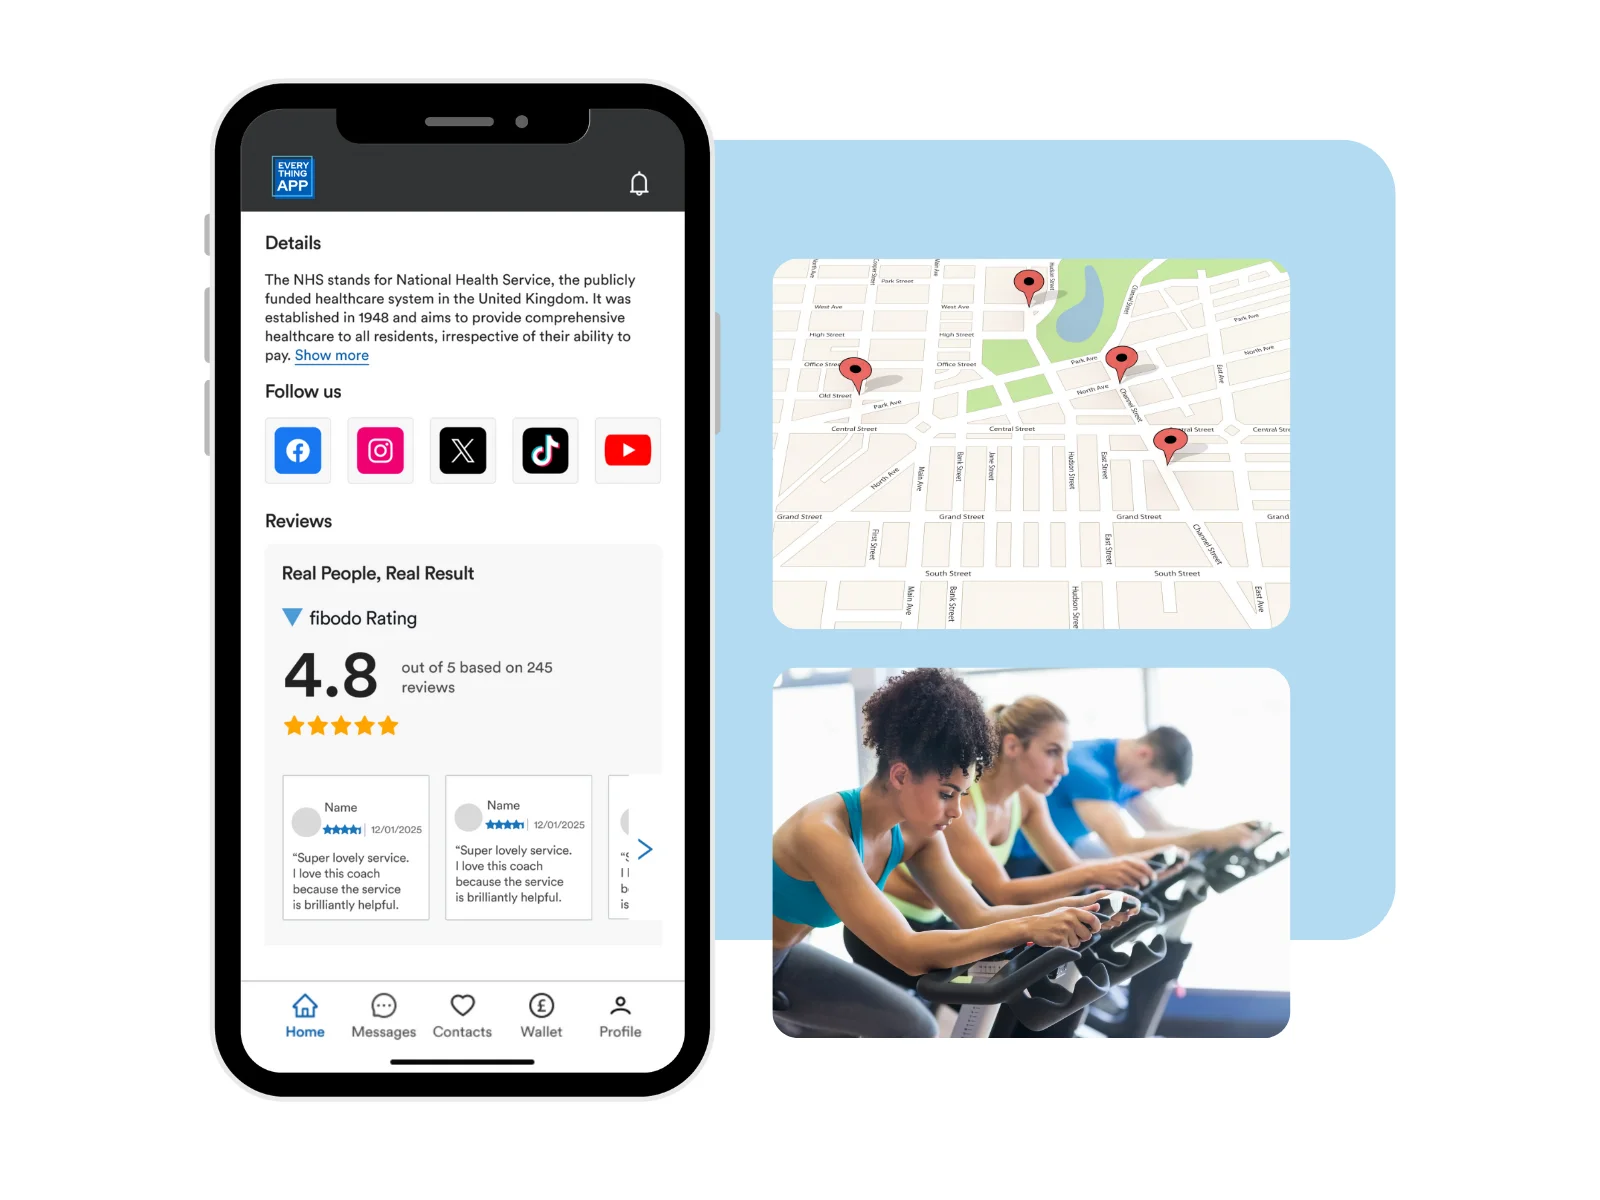 EVERY
THING
APP
Details
The NHS stands for National Health Service, the publicly
funded healthcare system in the United Kingdom. It was
established in 1948 and aims to provide comprehensive
healthcare to all residents, irrespective of their ability to
pay. Show more
Follow us
Reviews
Real People, Real Result
fibodo Rating
4.8
out of 5 based on 245
reviews
Name
12/01/2025
“Super lovely service.
I love this coach
because the service
is brilliantly helpful.
Name
12/01/2025
“Super lovely service.
I love this coach
because the service
is brilliantly helpful.
“S
I l
b
is
Home
Messages
Contacts
Wallet
Profile
Park Street
West Ave
West Ave
High Street
High Street
Office Street
Office Street
Old Street
Park Ave
Central Street
Central Street
Park Ave
North Ave
Channel Street
Channel Street
Park Ave
North Ave
East Ave
North Ave
Main Ave
Bank Street
June Street
Hudson Street
East Street
Grand Street
Grand Street
Grand Street
Grand
First Street
East Street
Channel Street
South Street
South Street
Main Ave
Bank Street
Hudson Stree
East Ave